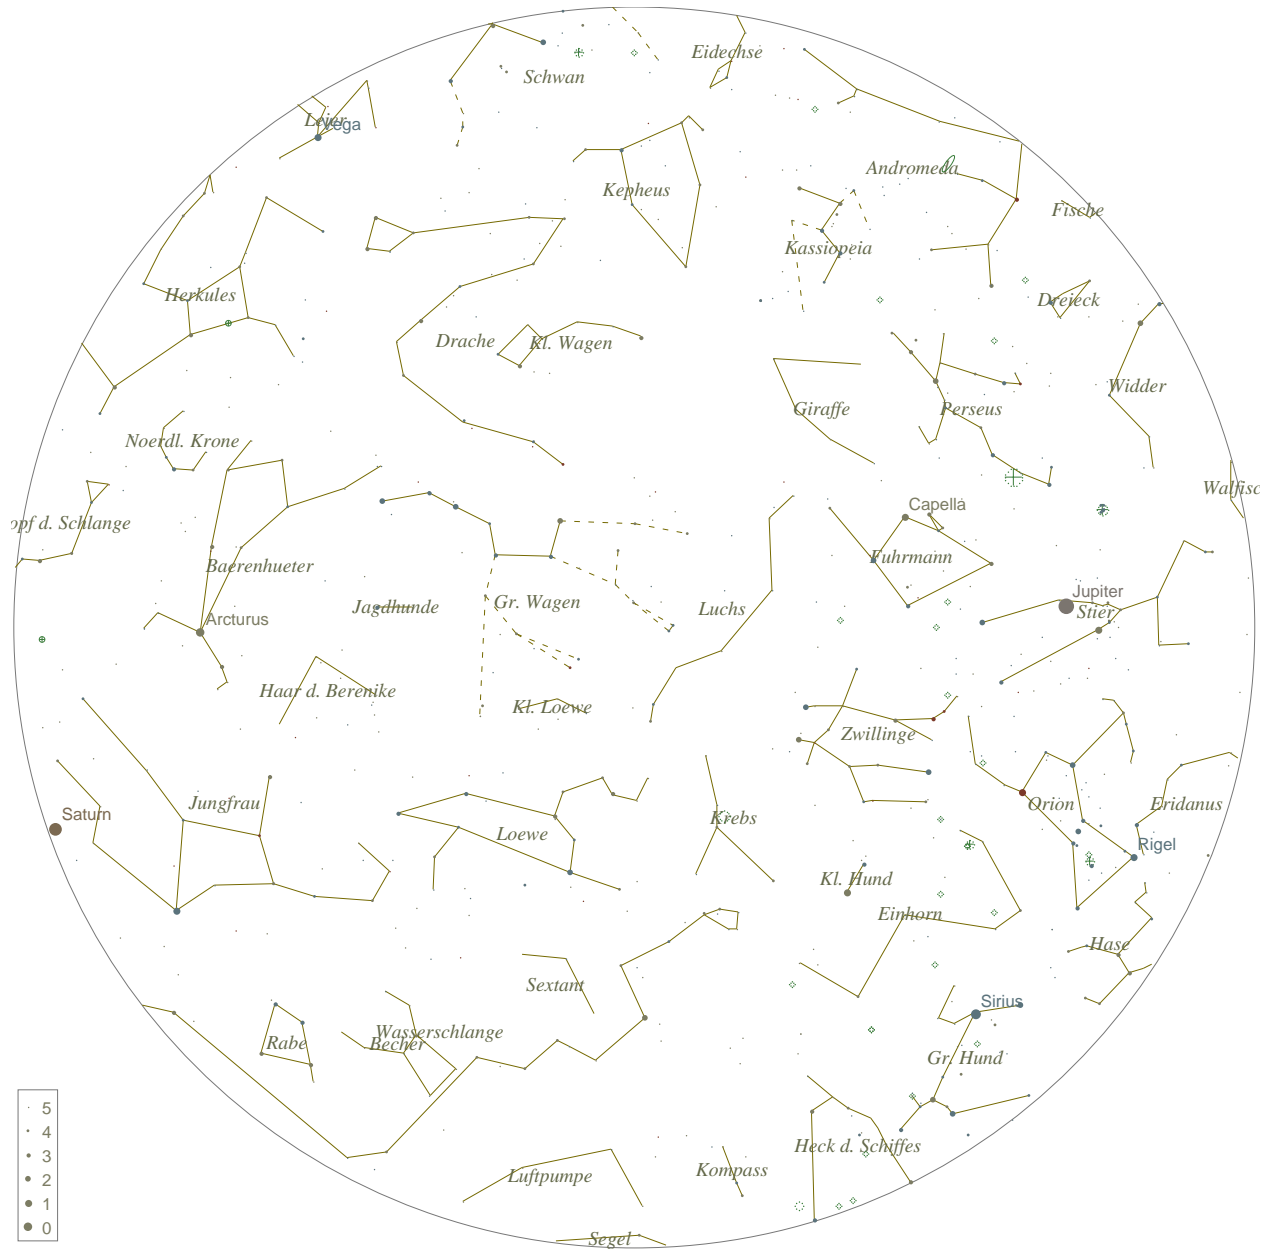 Eidechse
Schwan
Leier
Vega
Andromeda
Kepheus
Fische
Kassiopeia
Herkules
Dreieck
Drache
Kl. Wagen
Widder
Giraffe
Perseus
Noerdl. Krone
Walfisc
Capella
opf d. Schlange
Fuhrmann
Baerenhueter
Jupiter
Gr. Wagen
Jagdhunde
Luchs
Stier
Arcturus
Haar d. Berenike
Kl. Loewe
Zwillinge
Jungfrau
Orion
Eridanus
Saturn
Krebs
Loewe
Rigel
Kl. Hund
Einhorn
Hase
Sextant
Sirius
Wasserschlange
Rabe
Becher
Gr. Hund
5
4
3
2
1
0
Heck d. Schiffes
Luftpumpe
Kompass
Segel